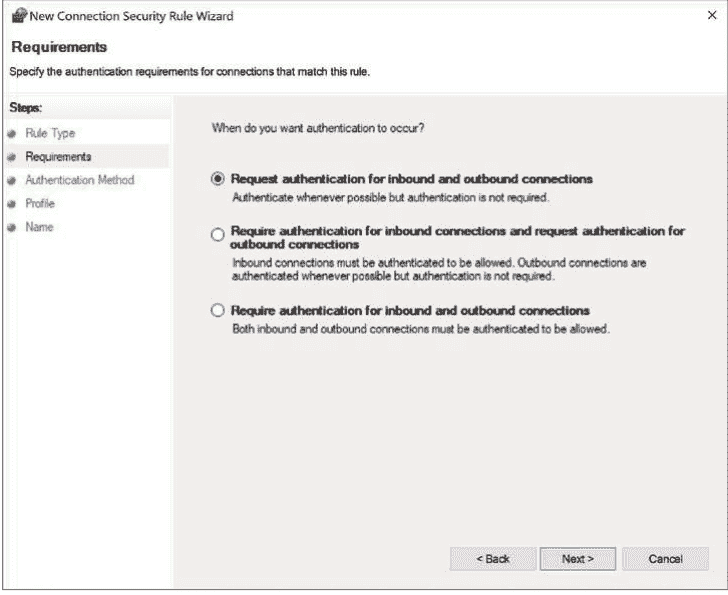 New Connection Security Rule Wizard
Requirements
Specify the authentication requirements for connections that match this rule.
Steps:
Rule Type
Requirements
Authentication Method
Profile
Name
When do you want authentication to occur?
Request authentication for inbound and outbound connections
Authenticate whenever possible but authentication is not required.
Require authentication for inbound connections and request authentication for
outbound connections
Inbound connections must be authenticated to be allowed. Outbound connections are
authenticated whenever possible but authentication is not required.
Require authentication for inbound and outbound connections
Both inbound and outbound connections must be authenticated to be allowed.
< Back
Next >
Cancel